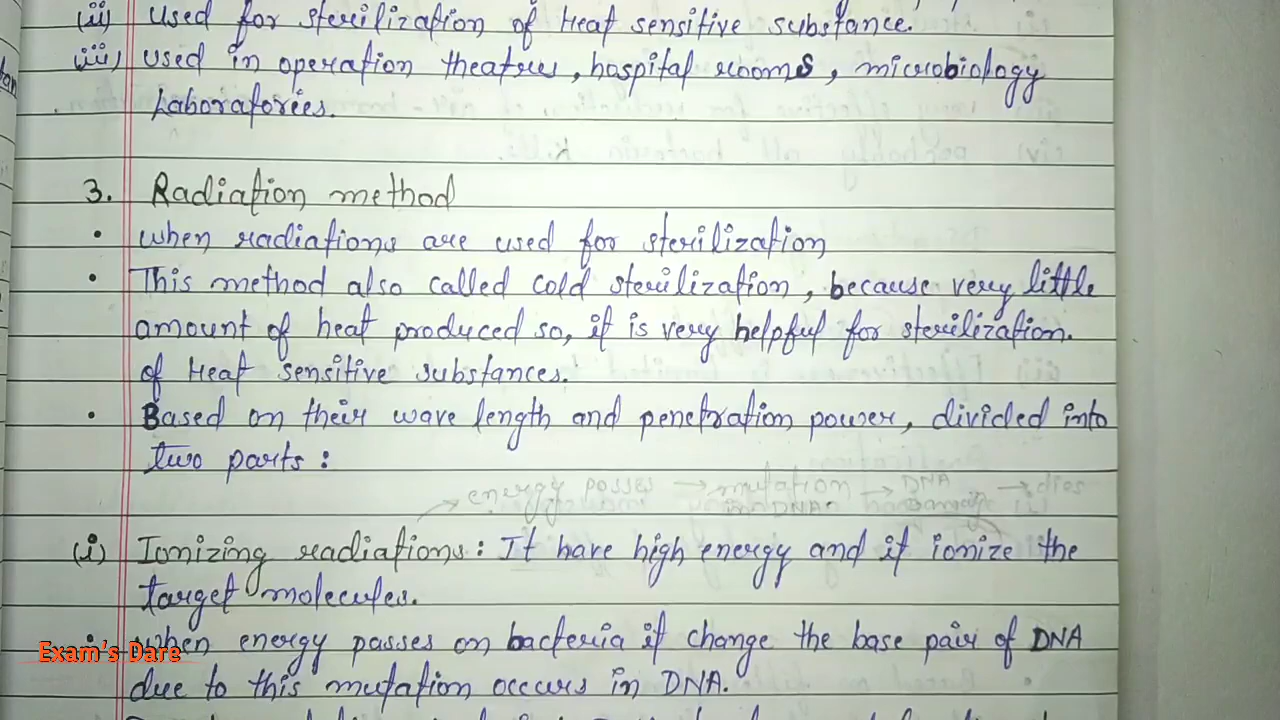 (ii) Used for sterilization of Heat sensitive substance.
(iii) Used in operation theatres, hospital rooms, microbiology
Laboratories.
3. Radiation method
• When radiations are used for sterilization
• This method also called cold sterilization, because very little
amount of heat produced so, it is very helpful for sterilization.
of Heat sensitive substances.
• Based on their wave length and penetration power, divided into
two parts:
→ energy posses → mutation → DNA → dies
in DNA. Damage
(i) Ionizing radiations: It have high energy and it ionize the
target molecules.
• When energy passes on bacteria it change the base pair of DNA
Exam's Dare
due to this mutation occurs in DNA.